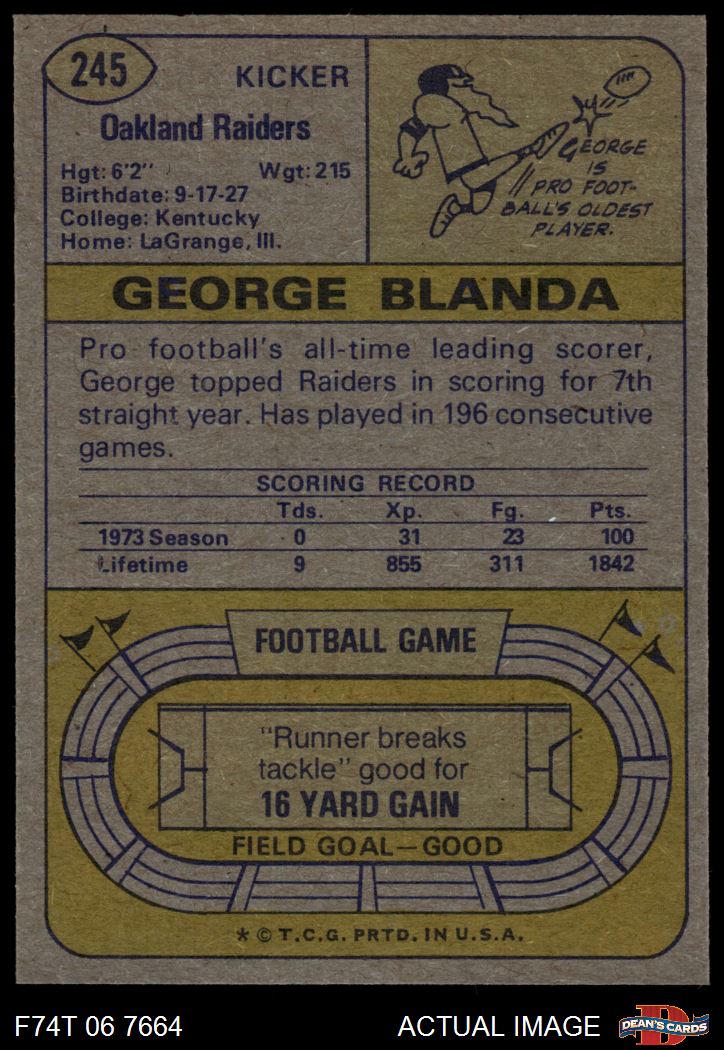 245
KICKER
Oakland Raiders
Hgt: 6'2" Wgt: 215
Birthdate: 9-17-27
College: Kentucky
Home: LaGrange, Ill.
GEORGE
IS
PRO FOOT-
BALL'S OLDEST
PLAYER.
GEORGE BLANDA
Pro football's all-time leading scorer,
George topped Raiders in scoring for 7th
straight year. Has played in 196 consecutive
games.
SCORING RECORD
Tds. Xp. Fg. Pts.
1973 Season 0 31 23 100
Lifetime 9 855 311 1842
FOOTBALL GAME
"Runner breaks
tackle" good for
16 YARD GAIN
FIELD GOAL—GOOD
* © T.C.G. PRTD. IN U.S.A.
F74T 06 7664 ACTUAL IMAGE
D
DEAN'S CARDS